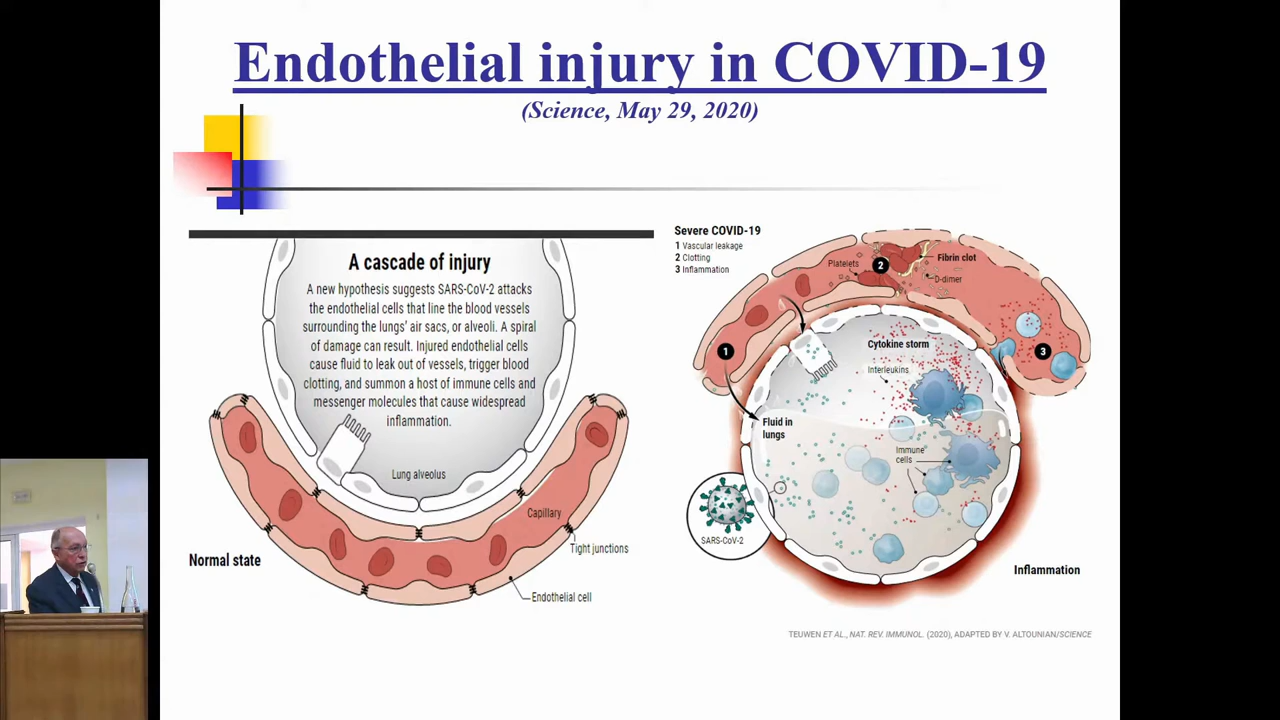 Endothelial injury in COVID-19
(Science, May 29, 2020)
A cascade of injury
A new hypothesis suggests SARS-CoV-2 attacks
the endothelial cells that line the blood vessels
surrounding the lungs' air sacs, or alveoli. A spiral
of damage can result. Injured endothelial cells
cause fluid to leak out of vessels, trigger blood
clotting, and summon a host of immune cells and
messenger molecules that cause widespread
inflammation.
Lung alveolus
Capillary
Tight junctions
Normal state
Endothelial cell
Severe COVID-19
1 Vascular leakage
2 Clotting
3 Inflammation
Platelets
2
Fibrin clot
D-dimer
1
Cytokine storm
3
Interleukins
Fluid in
lungs
Immune
cells
SARS-CoV-2
Inflammation
TEUWEN ET AL., NAT. REV. IMMUNOL. (2020), ADAPTED BY V. ALTOUNIAN/SCIENCE